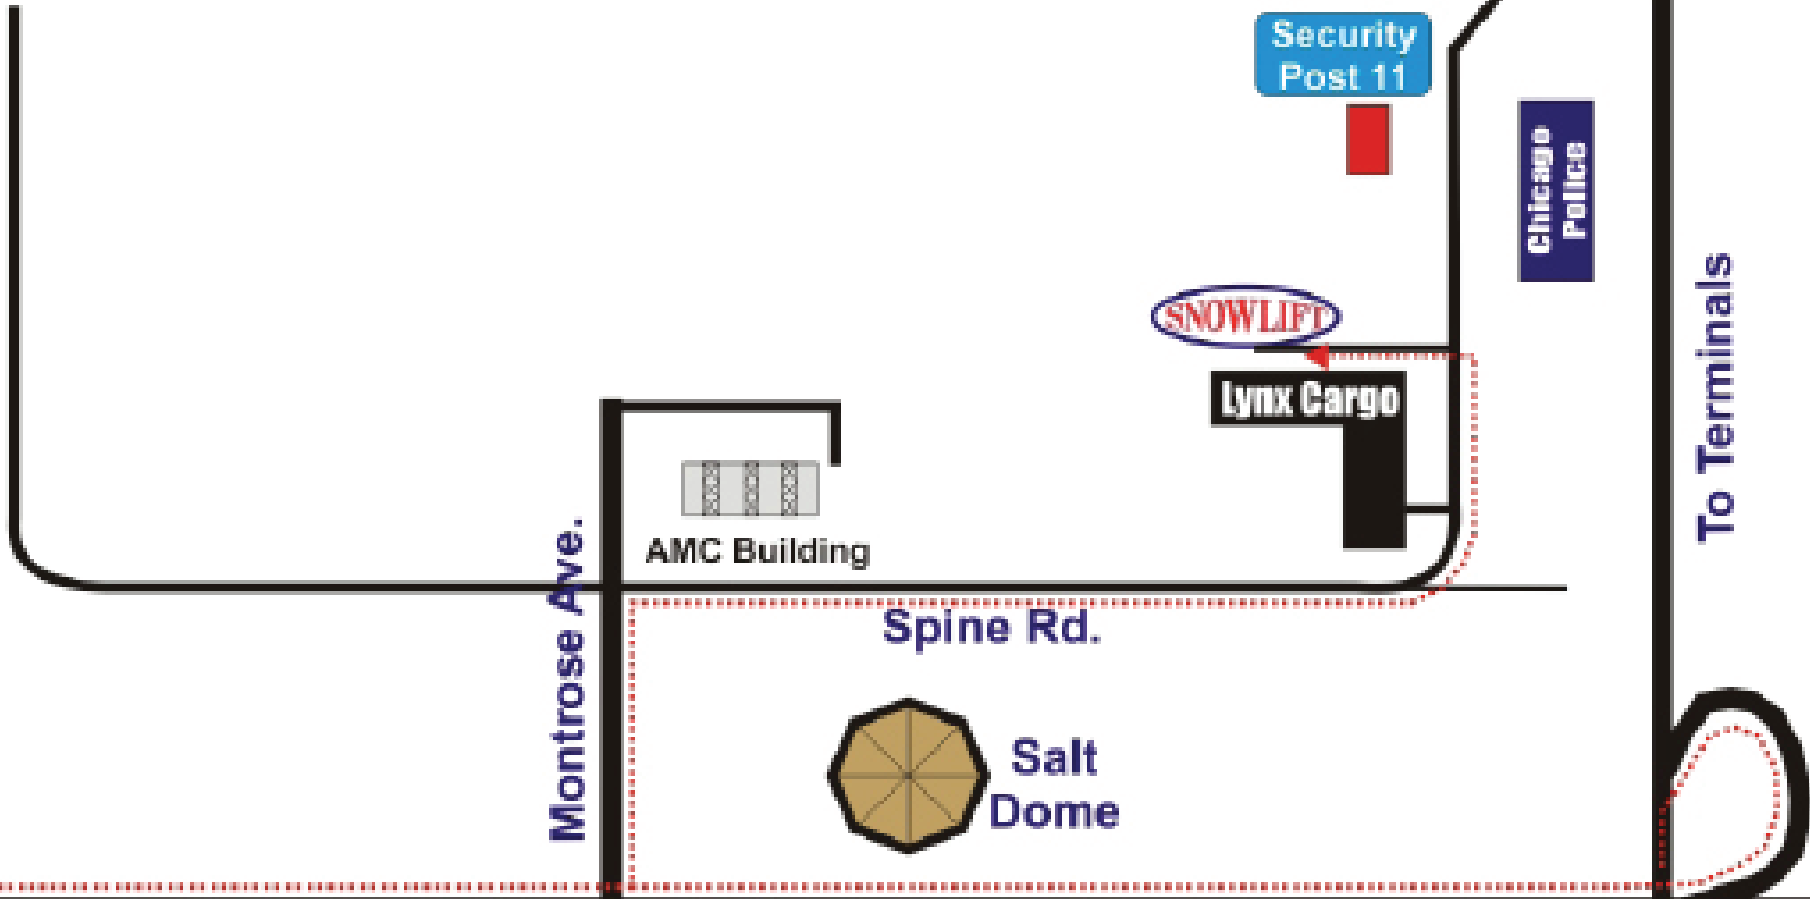 Security
Post 11
Chicago
Police
SNOWLIFT
Lynx Cargo
To Terminals
AMC Building
Montrose Ave.
Spine Rd.
Salt
Dome